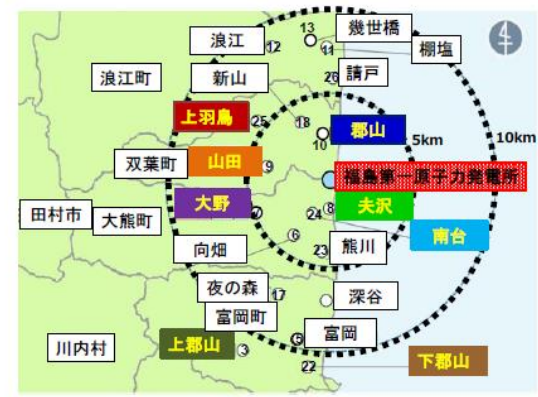 13
幾世橋
浪江
12
11
棚塩
浪江町
新山
26
請戸
上羽鳥
25
18
郡山
10
5km
10km
双葉町
山田
9
福島第一原子力発電所
田村市
大熊町
大野
7
24
8
夫沢
南台
向畑
6
23
熊川
夜の森
17
深谷
富岡町
川内村
上郡山
3
5
富岡
22
下郡山